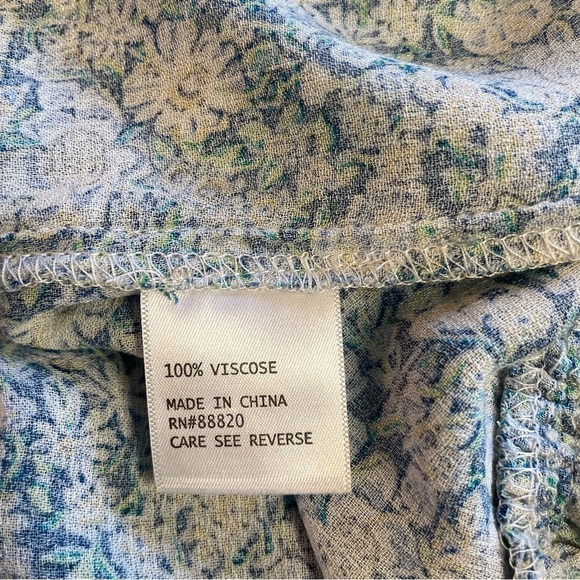 100% VISCOSE
MADE IN CHINA
RN#88820
CARE SEE REVERSE